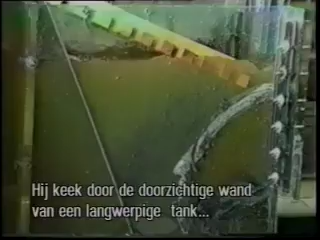 Hij keek door de doorzichtige wand
van een langwerpige tank...